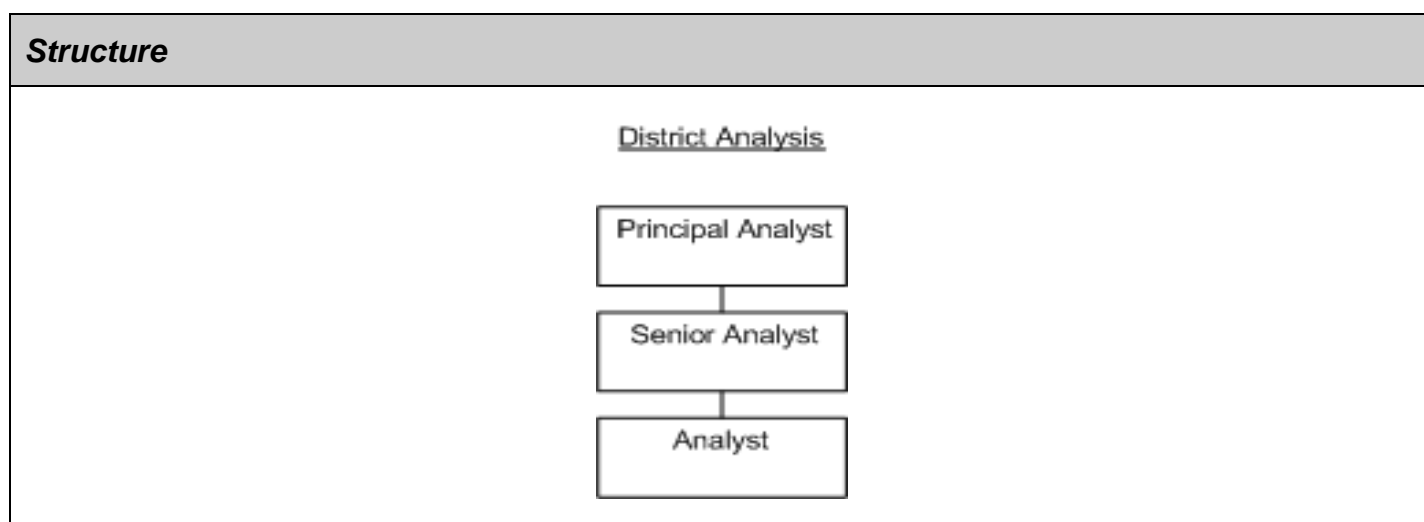 Structure
District Analysis
Principal Analyst
Senior Analyst
Analyst